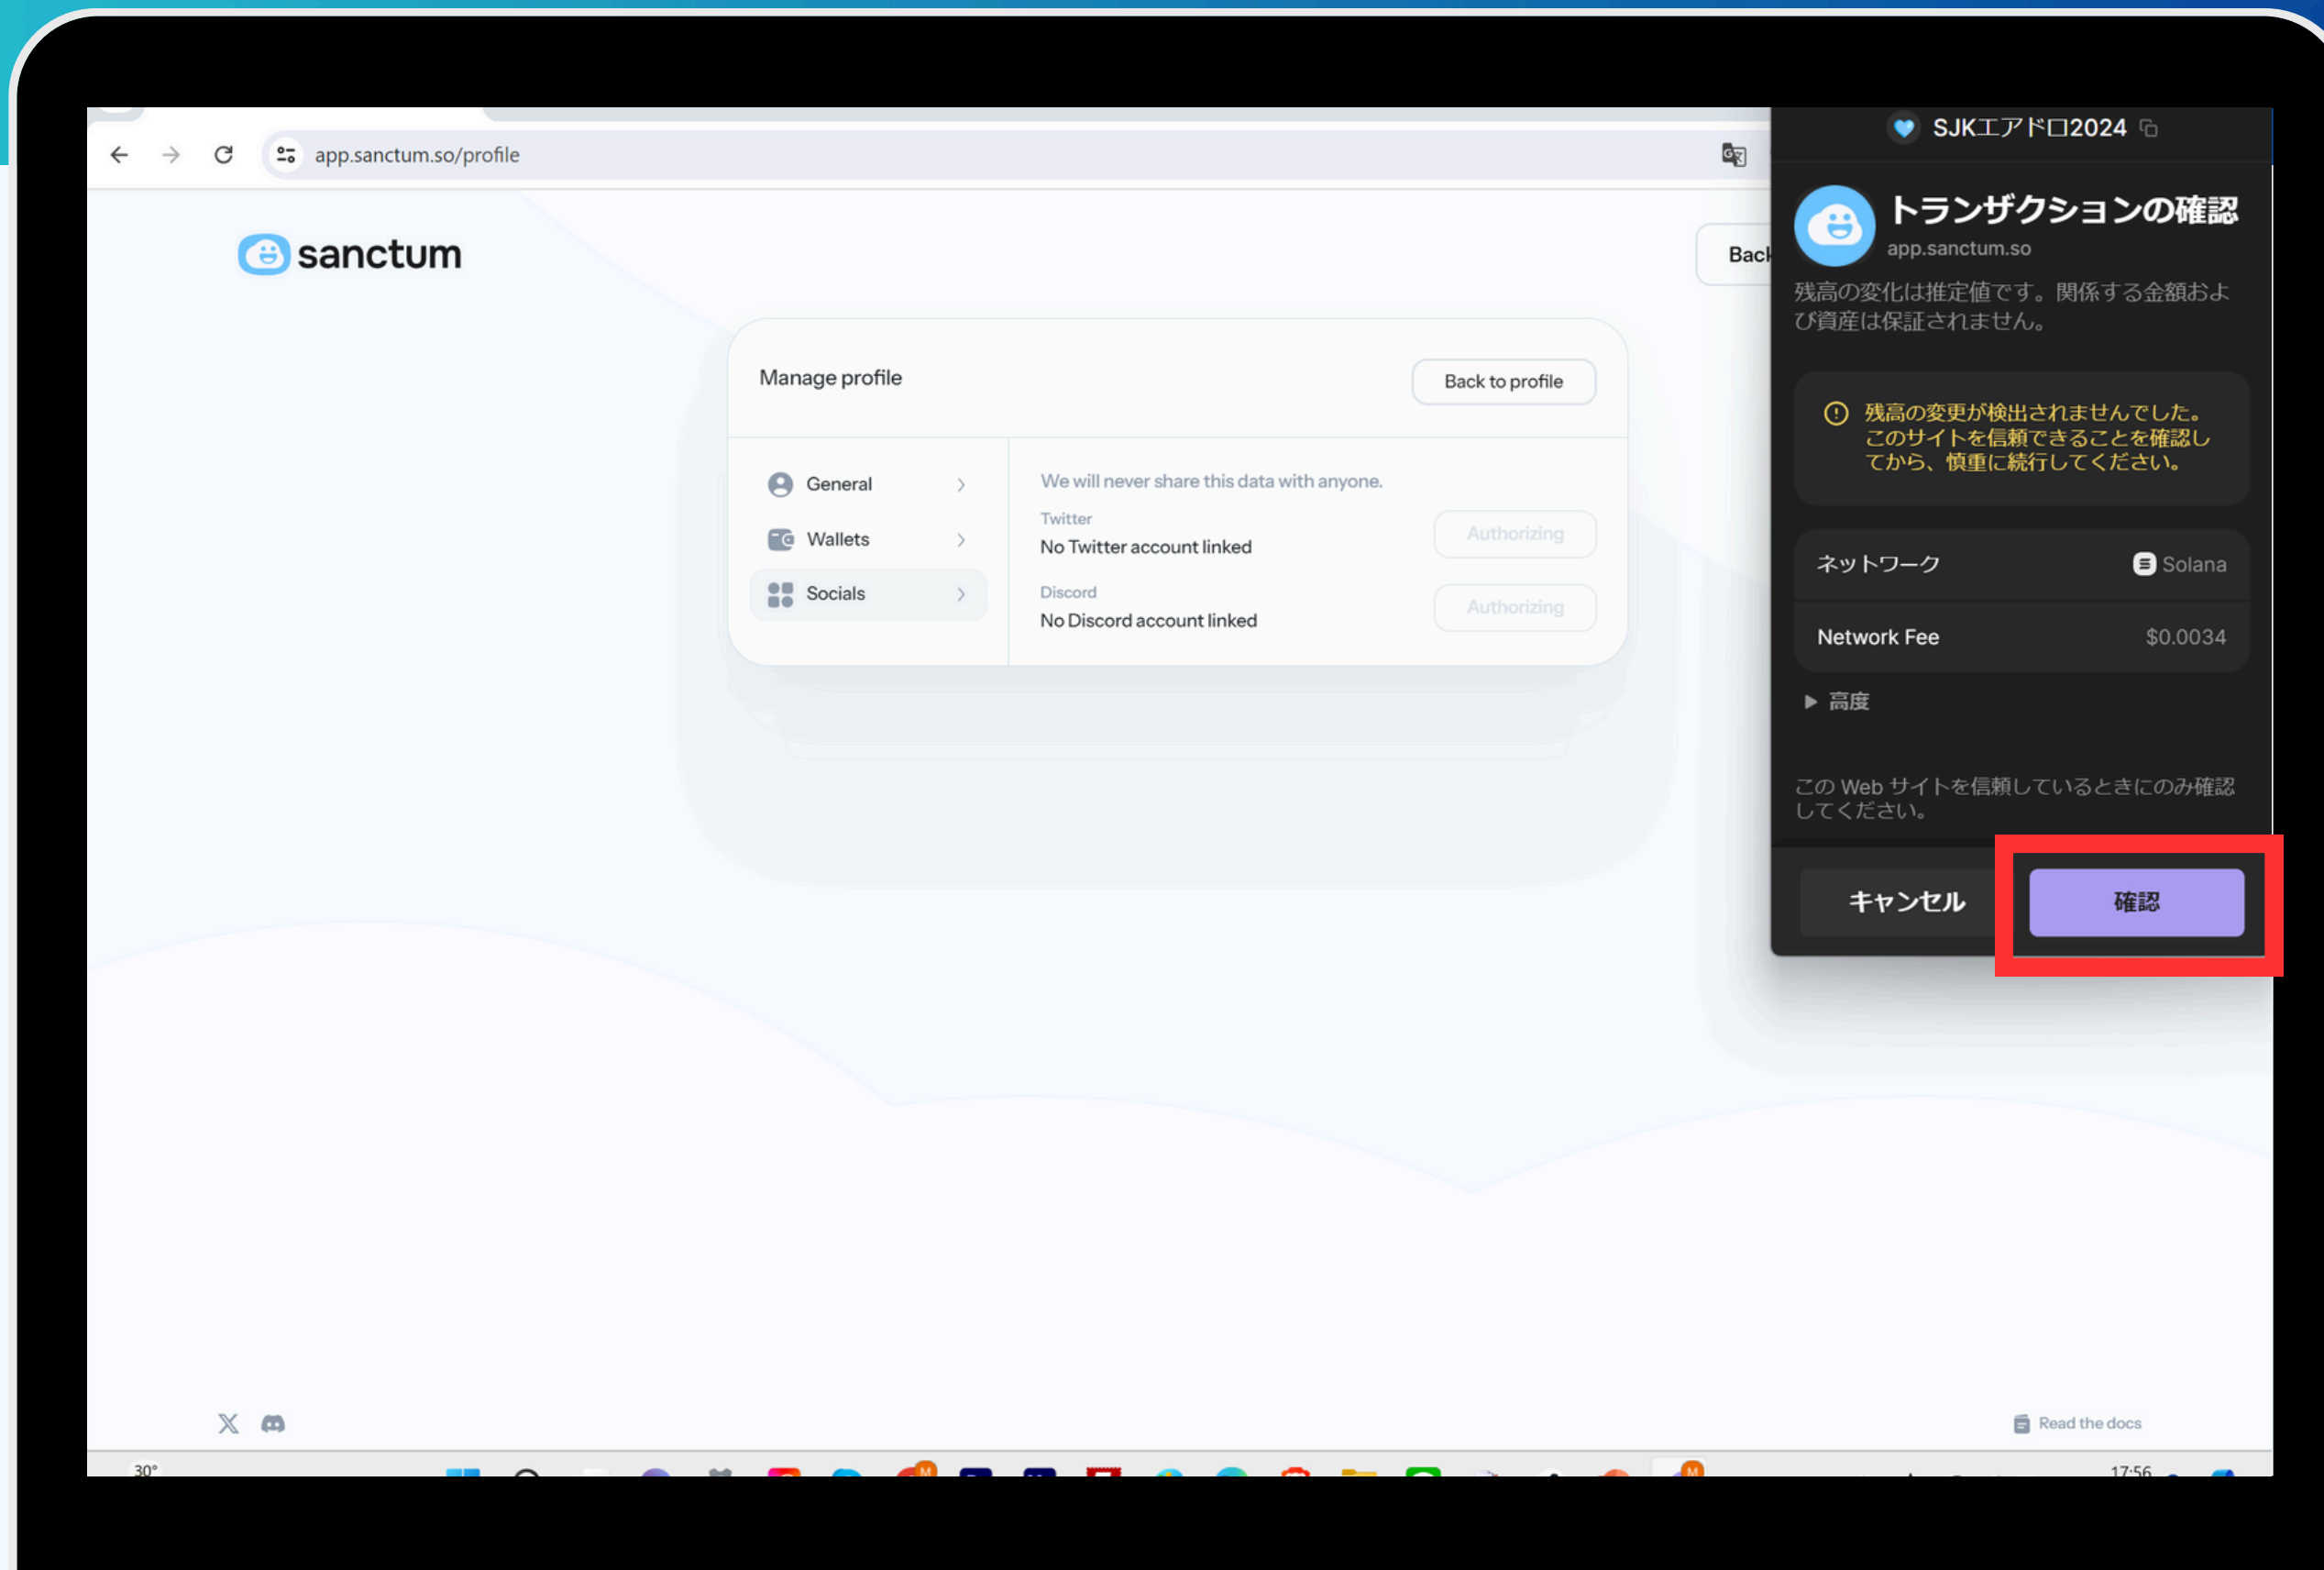 app.sanctum.so/profile
sanctum
Back
Manage profile
Back to profile
General
Wallets
Socials
We will never share this data with anyone.
Twitter
No Twitter account linked
Authorizing
Discord
No Discord account linked
Authorizing
SJKエアドロ2024
トランザクションの確認
app.sanctum.so
残高の変化は推定値です。関係する金額およ
び資産は保証されません。
残高の変更が検出されませんでした。
このサイトを信頼できることを確認し
てから、慎重に続行してください。
ネットワーク
Solana
Network Fee
$0.0034
高度
この Web サイトを信頼しているときにのみ確認
してください。
キャンセル
確認
Read the docs
30°
17:56